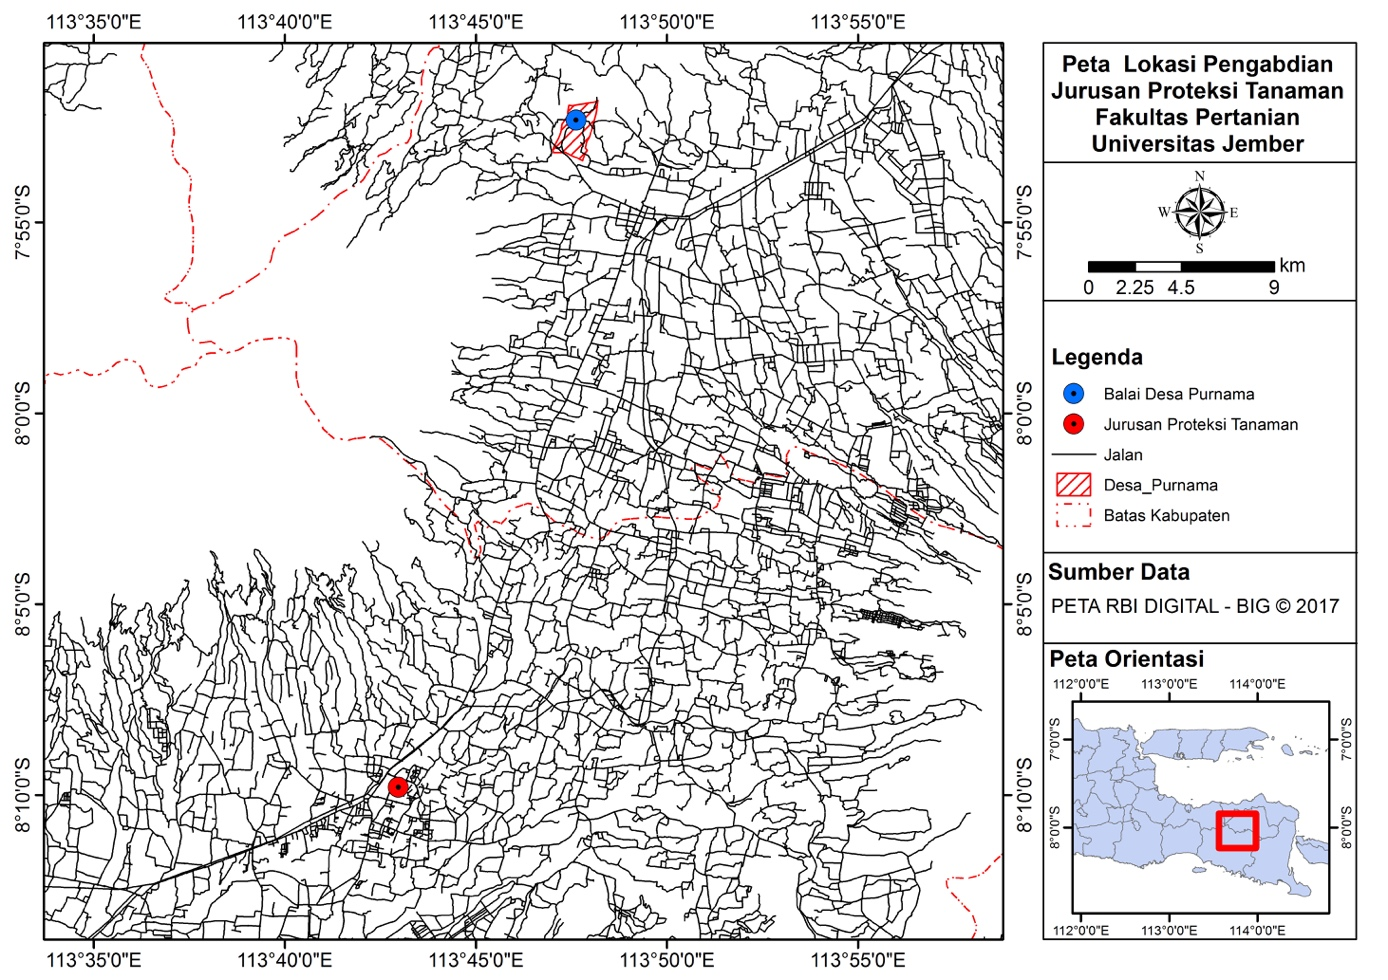 113°35'0"E
113°40'0"E
113°45'0"E
113°50'0"E
113°55'0"E
7°55'0"S
8°0'0"S
8°5'0"S
8°10'0"S
7°55'0"S
8°0'0"S
8°5'0"S
8°10'0"S
113°35'0"E
113°40'0"E
113°45'0"E
113°50'0"E
113°55'0"E
Peta Lokasi Pengabdian
Jurusan Proteksi Tanaman
Fakultas Pertanian
Universitas Jember
N
W
E
S
km
0 2.25 4.5 9
Legenda
Balai Desa Purnama
Jurusan Proteksi Tanaman
Jalan
Desa_Purnama
Batas Kabupaten
Sumber Data
PETA RBI DIGITAL - BIG © 2017
Peta Orientasi
112°0'0"E
113°0'0"E
114°0'0"E
7°0'0"S
8°0'0"S
7°0'0"S
8°0'0"S
112°0'0"E
113°0'0"E
114°0'0"E